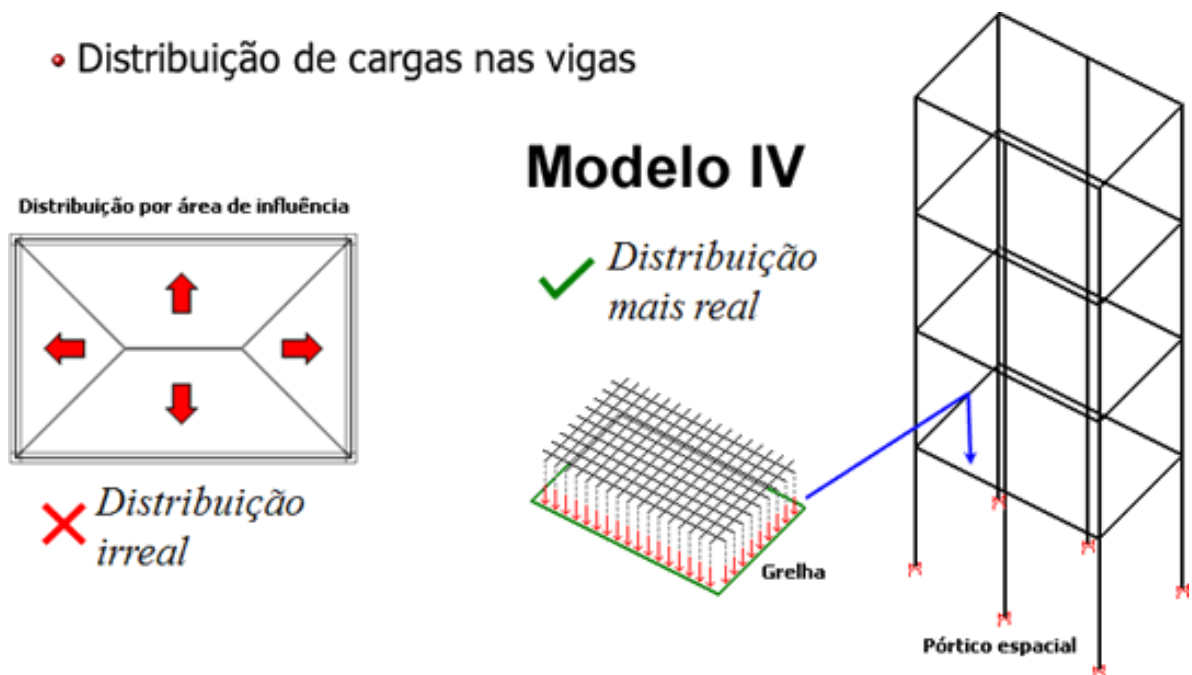 Distribuição de cargas nas vigas
Modelo IV
Distribuição por área de influência
Distribuição
mais real
Distribuição
irreal
Grelha
Pórtico espacial